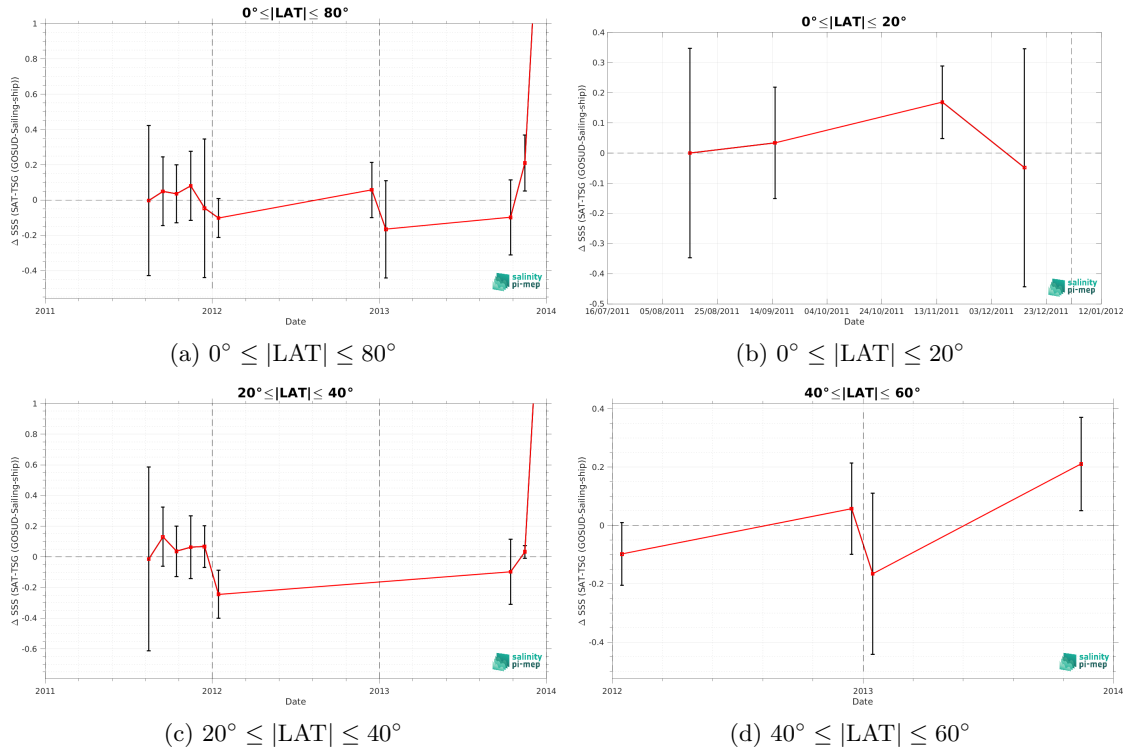 0°≤|LAT|≤ 80°
Δ SSS (SAT-TSG (GOSUD-Sailing-ship))
1
0.8
0.6
0.4
0.2
0
-0.2
-0.4
salinity
pi-mep
2011
2012
2013
2014
Date
(a) 0° ≤ |LAT| ≤ 80°
0°≤|LAT|≤ 20°
Δ SSS (SAT-TSG (GOSUD-Sailing-ship))
0.4
0.3
0.2
0.1
0
-0.1
-0.2
-0.3
-0.4
-0.5
salinity
pi-mep
16/07/2011
05/08/2011
25/08/2011
14/09/2011
04/10/2011
24/10/2011
13/11/2011
03/12/2011
23/12/2011
12/01/2012
Date
(b) 0° ≤ |LAT| ≤ 20°
20°≤|LAT|≤ 40°
Δ SSS (SAT-TSG (GOSUD-Sailing-ship))
1
0.8
0.6
0.4
0.2
0
-0.2
-0.4
-0.6
salinity
pi-mep
2011
2012
2013
2014
Date
(c) 20° ≤ |LAT| ≤ 40°
40°≤|LAT|≤ 60°
Δ SSS (SAT-TSG (GOSUD-Sailing-ship))
0.4
0.2
0
-0.2
-0.4
salinity
pi-mep
2012
2013
2014
Date
(d) 40° ≤ |LAT| ≤ 60°